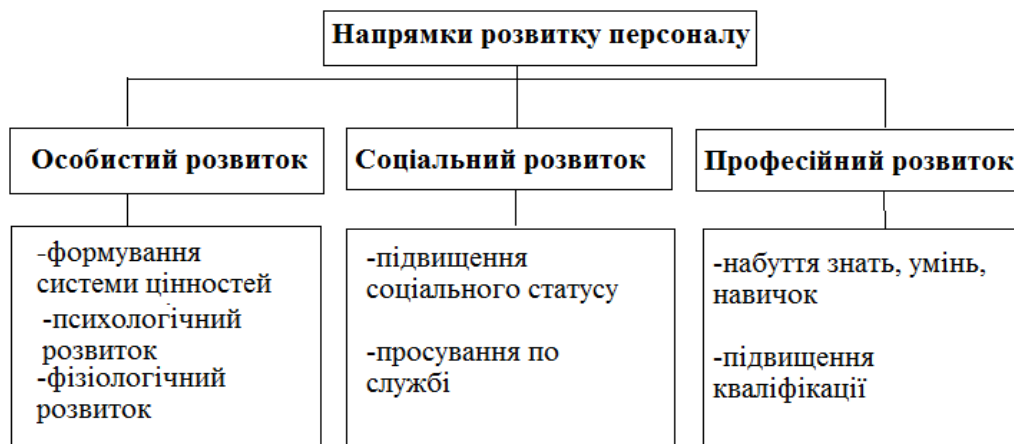 Напрямки розвитку персоналу
Особистий розвиток
-формування
системи цінностей
-психологічний
розвиток
-фізіологічний
розвиток
Соціальний розвиток
-підвищення
соціального статусу
-просування по
службі
Професійний розвиток
-набуття знать, умінь,
навичок
-підвищення
кваліфікації